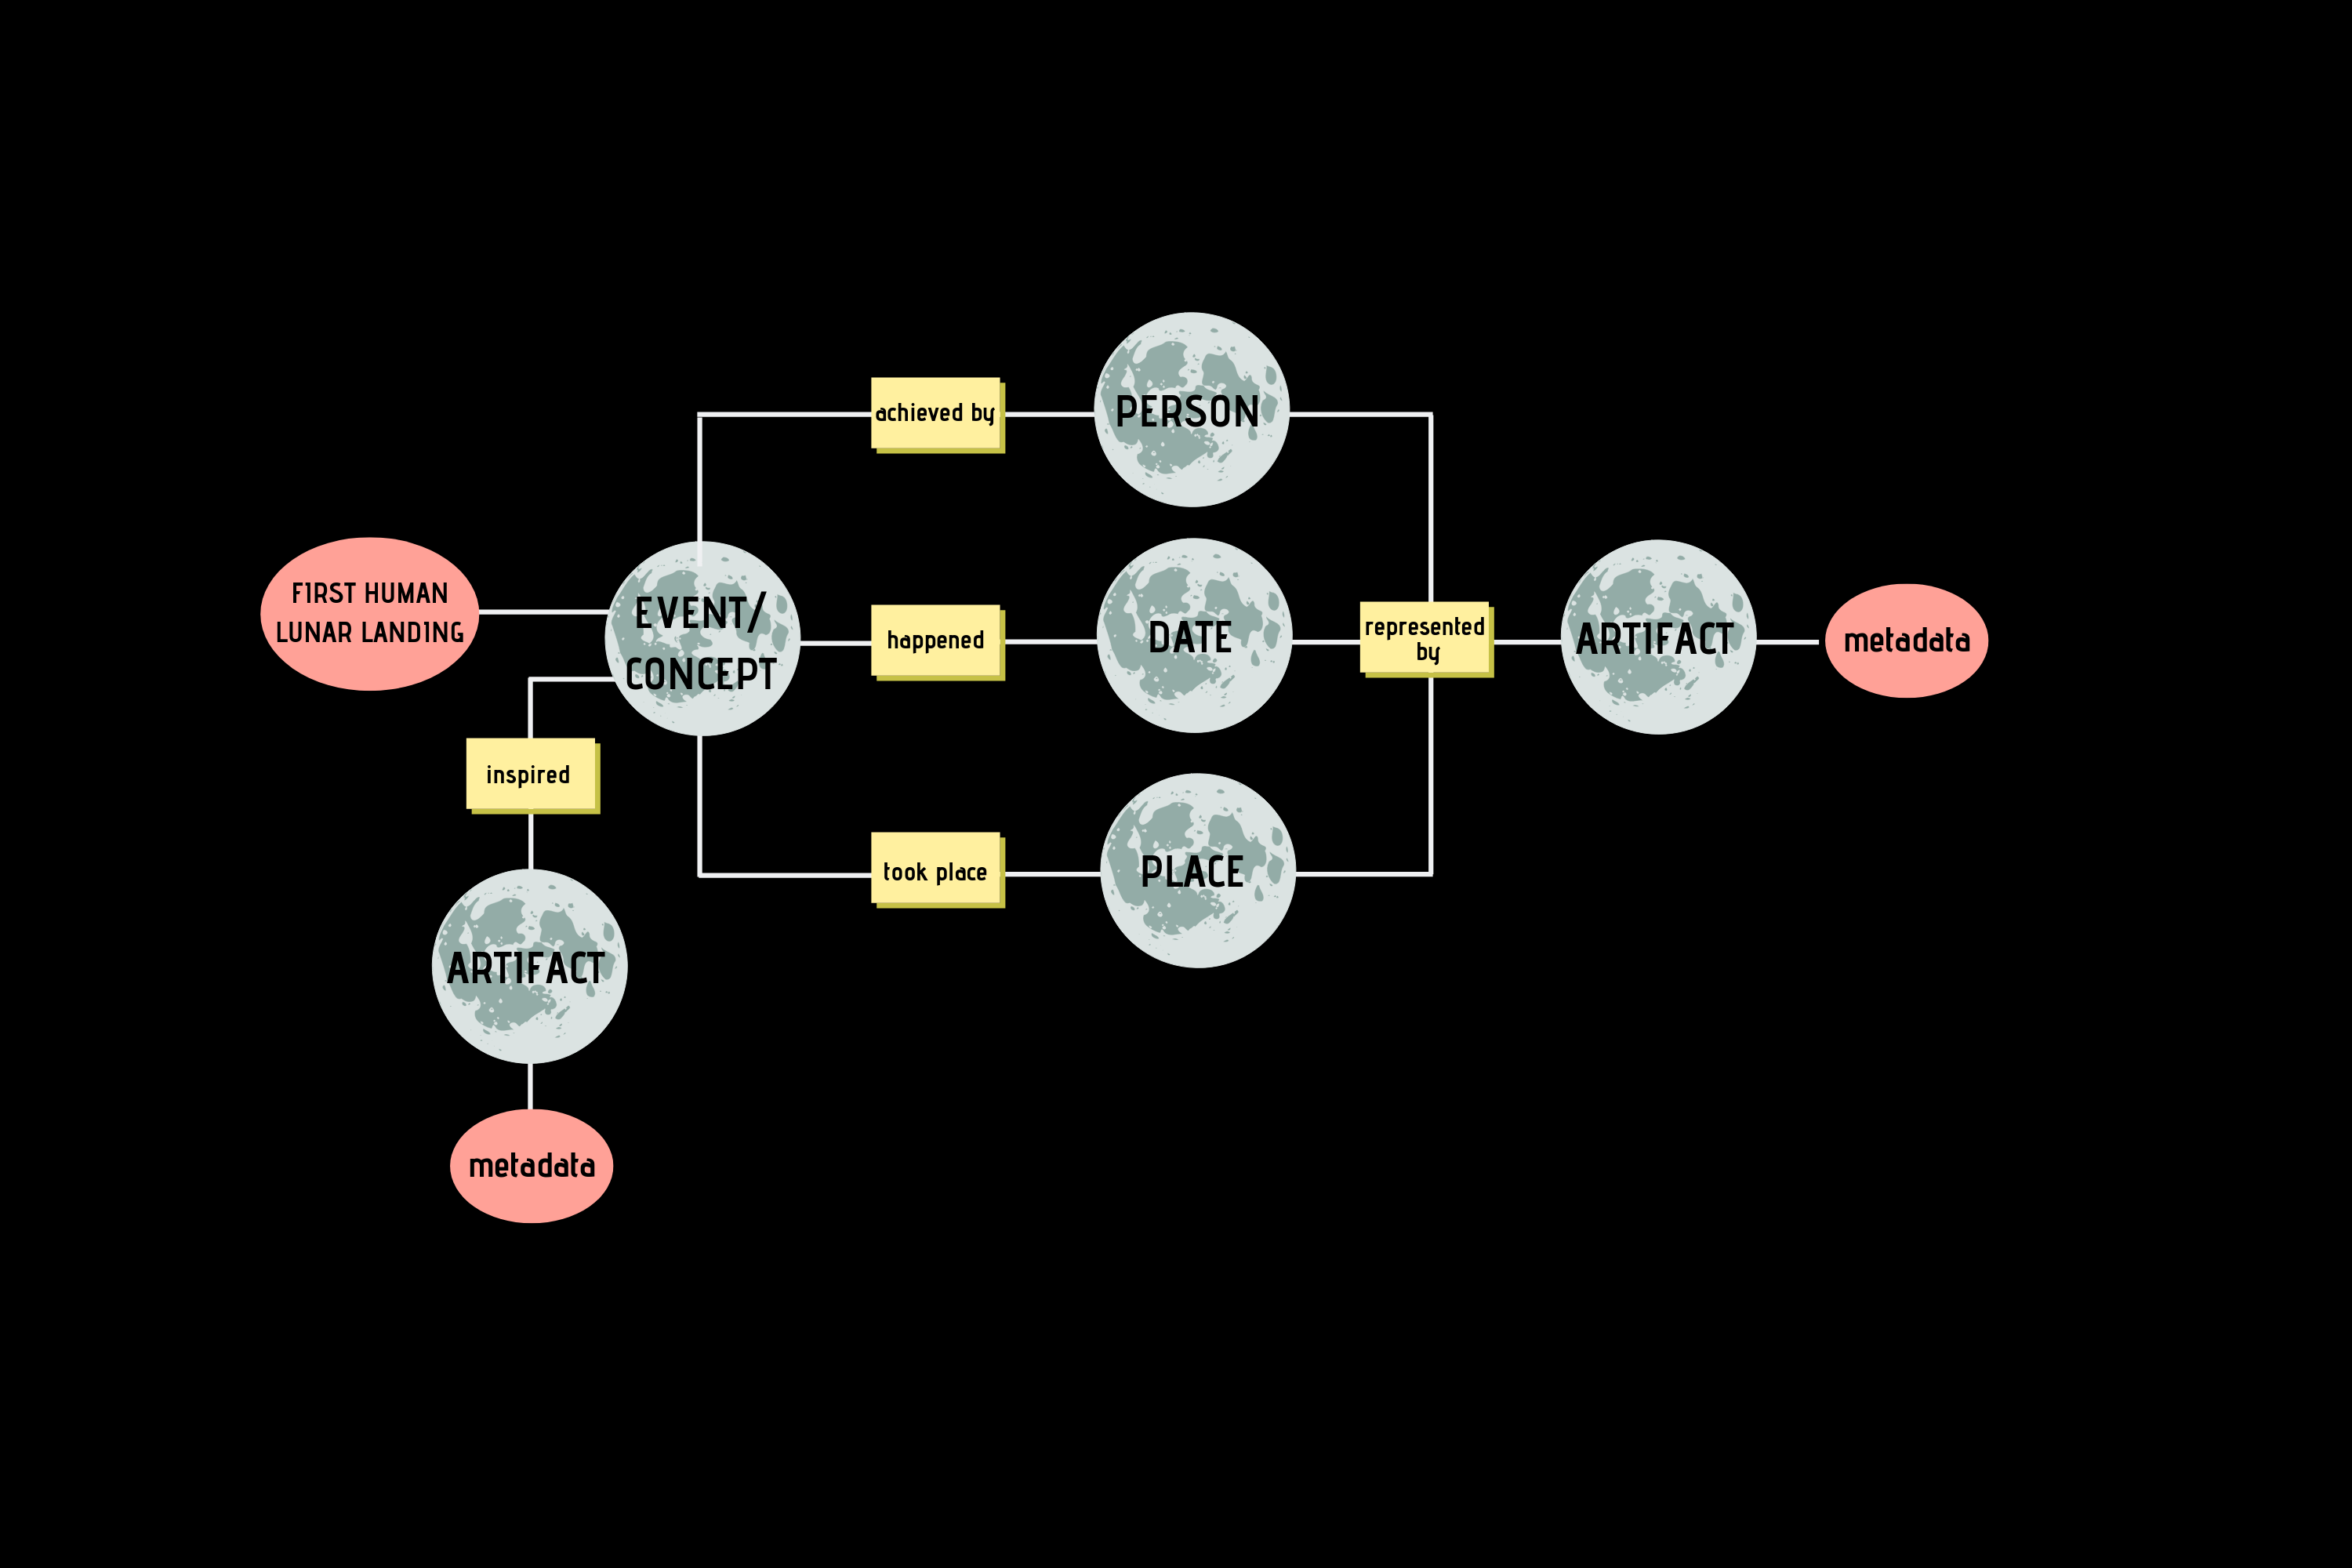 achieved by
PERSON
FIRST HUMAN
LUNAR LANDING
EVENT/
CONCEPT
happened
DATE
represented
by
ARTIFACT
metadata
inspired
took place
PLACE
ARTIFACT
metadata